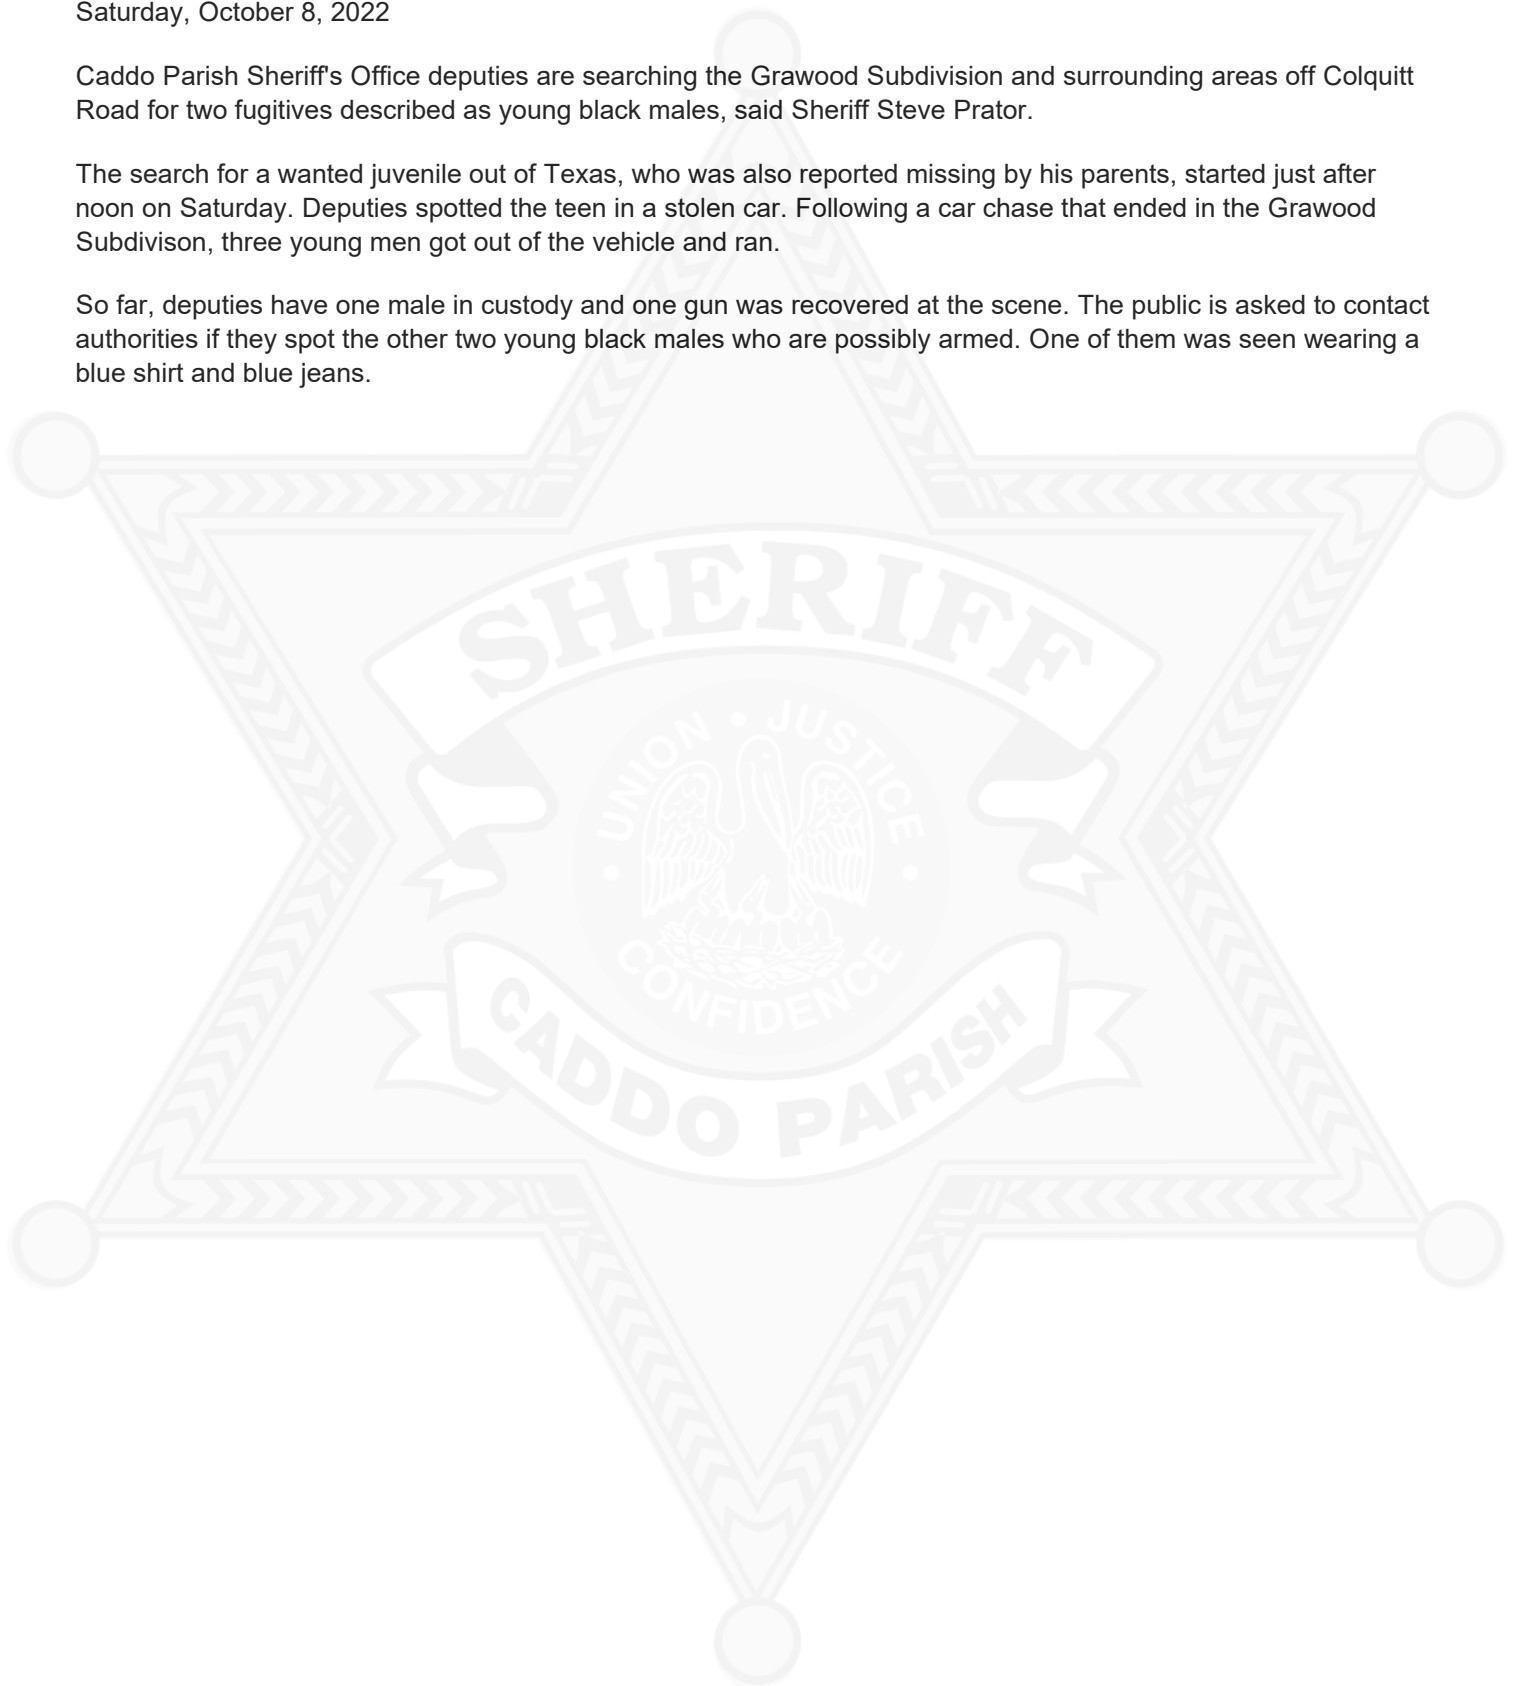 Saturday, October 8, 2022
Caddo Parish Sheriff's Office deputies are searching the Grawood Subdivision and surrounding areas off Colquitt
Road for two fugitives described as young black males, said Sheriff Steve Prator.
The search for a wanted juvenile out of Texas, who was also reported missing by his parents, started just after
noon on Saturday. Deputies spotted the teen in a stolen car. Following a car chase that ended in the Grawood
Subdivison, three young men got out of the vehicle and ran.
So far, deputies have one male in custody and one gun was recovered at the scene. The public is asked to contact
authorities if they spot the other two young black males who are possibly armed. One of them was seen wearing a
blue shirt and blue jeans.
SHERIFF
UNION • JUSTICE
• CONFIDENCE •
CADDO PARISH